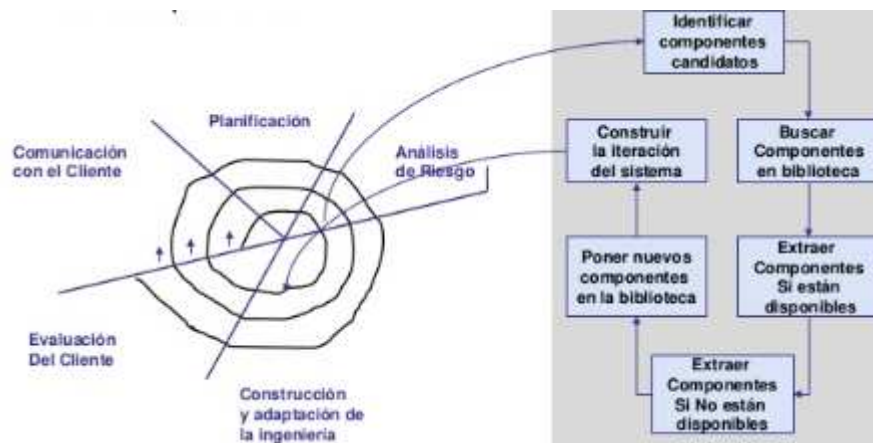 Planificación
Comunicación
con el Cliente
Análisis
de Riesgo
Evaluación
Del Cliente
Construcción
y adaptación de
la ingeniería
Identificar
componentes
candidatos
Construir
la iteración
del sistema
Buscar
Componentes
en biblioteca
Poner nuevos
componentes
en la biblioteca
Extraer
Componentes
Si están
disponibles
Extraer
Componentes
Si No están
disponibles